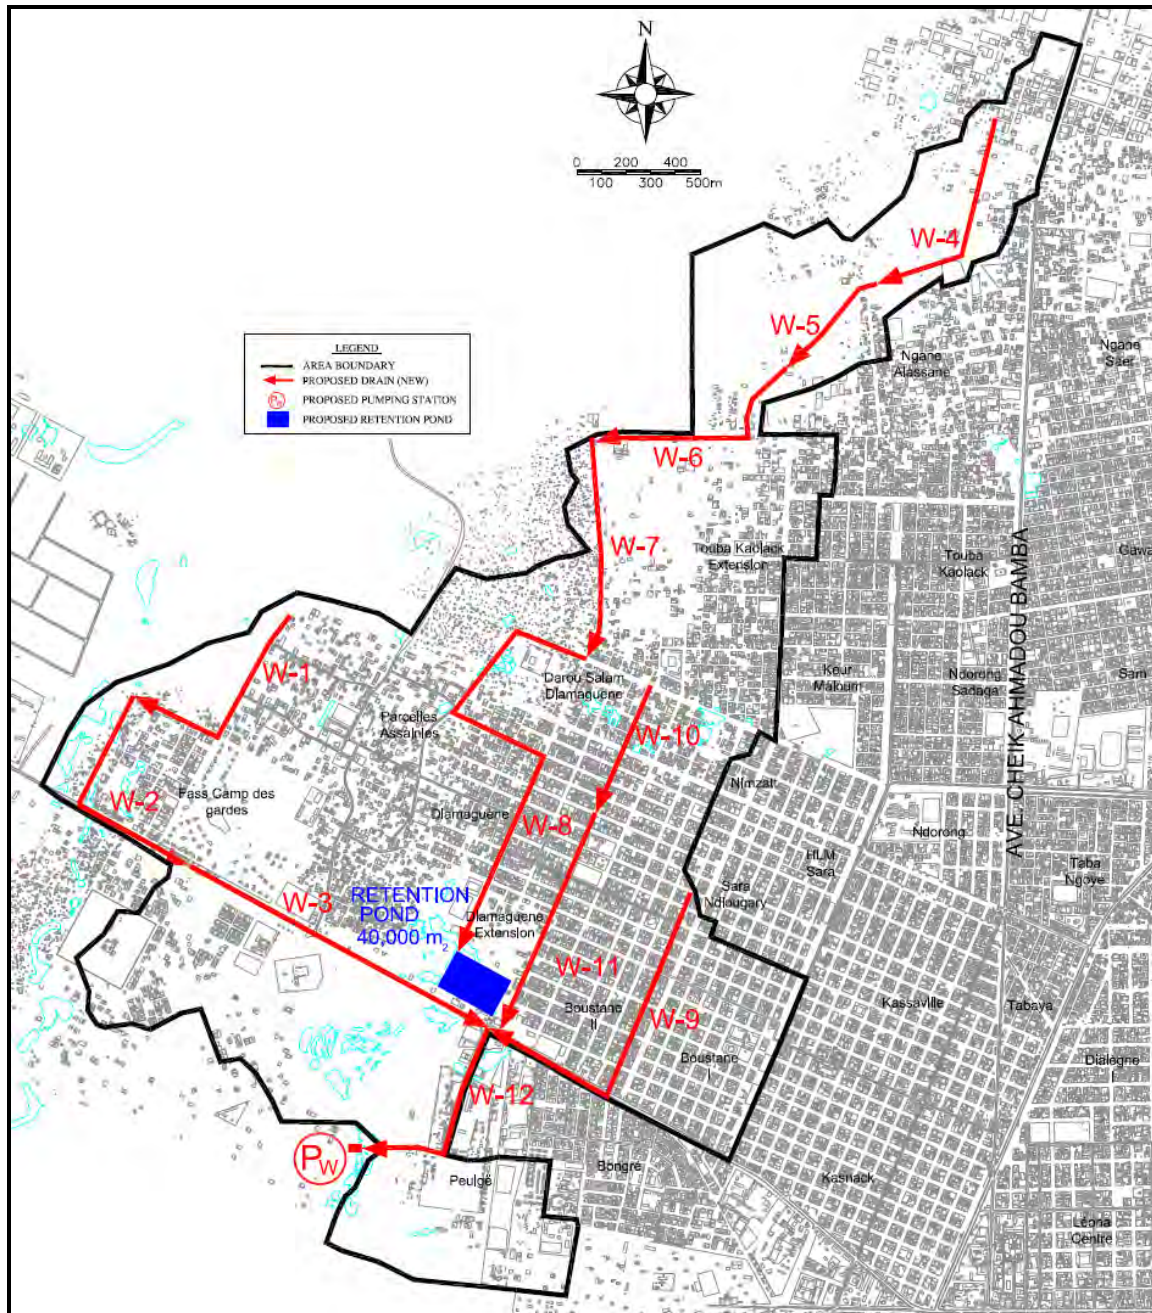 N
0 200 400
100 300 500m
W-4
W-5
Ngane
Alassane
Ngane
Saer
LEGEND
AREA BOUNDARY
PROPOSED DRAIN (NEW)
PROPOSED PUMPING STATION
PROPOSED RETENTION POND
W-6
W-7
Touba Kaolack
Extension
Touba
Kaolack
Gawa
AVE. CHEIK AHMADOU BAMBA
W-1
Darou Salam
Diamaguene
Keur
Maloum
Ndorong
Sadaga
Sam
Parcelles
Assainies
W-10
Nimzatt
W-2
Fass Camp des
gardes
Diamaguene
W-8
Ndorong
HLM
Sara
Taba
Ngoye
W-3
RETENTION
POND
40,000 m2
Sara
Ndiougary
Diamaguene
Extension
W-11
Boustane
II
W-9
Kassaville
Tabaya
Boustane
I
Dialegne
I
W-12
PW
Peulgë
Bongre
Kasnack
Léona
Centre